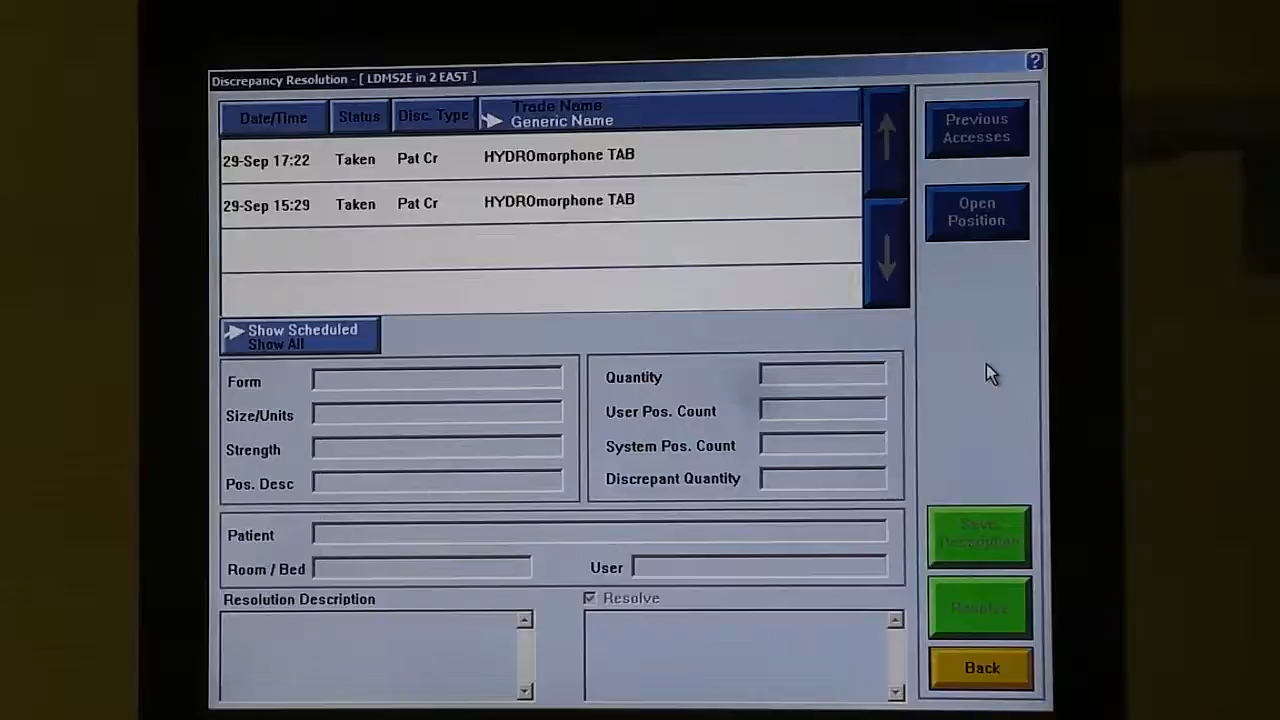 Discrepancy Resolution - [ LDMS2E in 2 EAST ]
?
Date/Time Status Disc. Type Trade Name
Generic Name
29-Sep 17:22 Taken Pat Cr HYDROmorphone TAB
29-Sep 15:29 Taken Pat Cr HYDROmorphone TAB
Previous
Accesses
Open
Position
Show Scheduled
Show All
Form
Size/Units
Strength
Pos. Desc
Quantity
User Pos. Count
System Pos. Count
Discrepant Quantity
Patient
Room / Bed
User
Resolution Description
Resolve
Save
Description
Resolve
Back